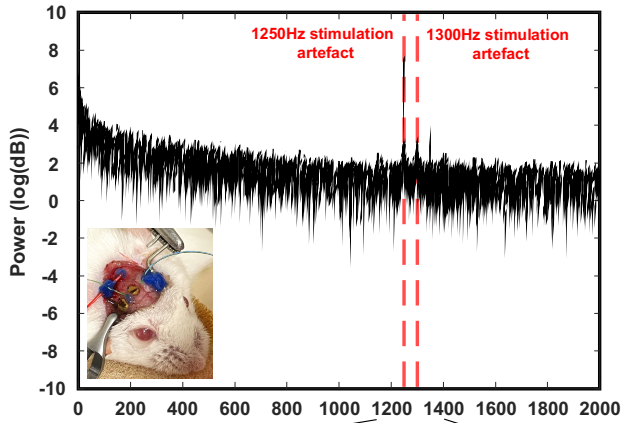 10
8
6
4
2
0
-2
-4
-6
-8
-10
Power (log(dB))
1250Hz stimulation
artefact
1300Hz stimulation
artefact
0 200 400 600 800 1000 1200 1400 1600 1800 2000